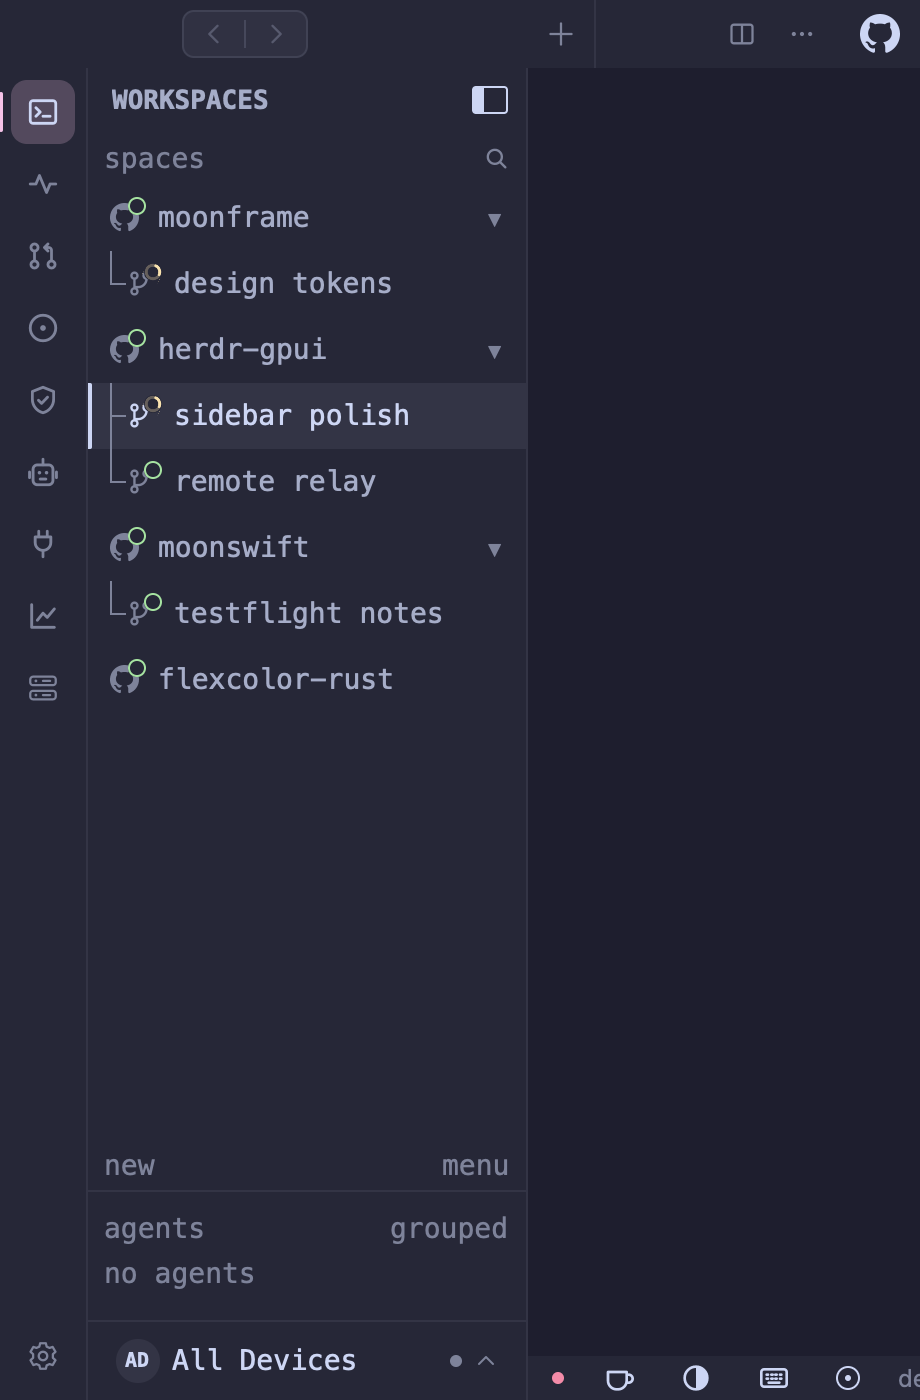 WORKSPACES
spaces
moonframe
design tokens
herdr-gpui
sidebar polish
remote relay
moonswift
testflight notes
flexcolor-rust
new menu
agents grouped
no agents
AD All Devices